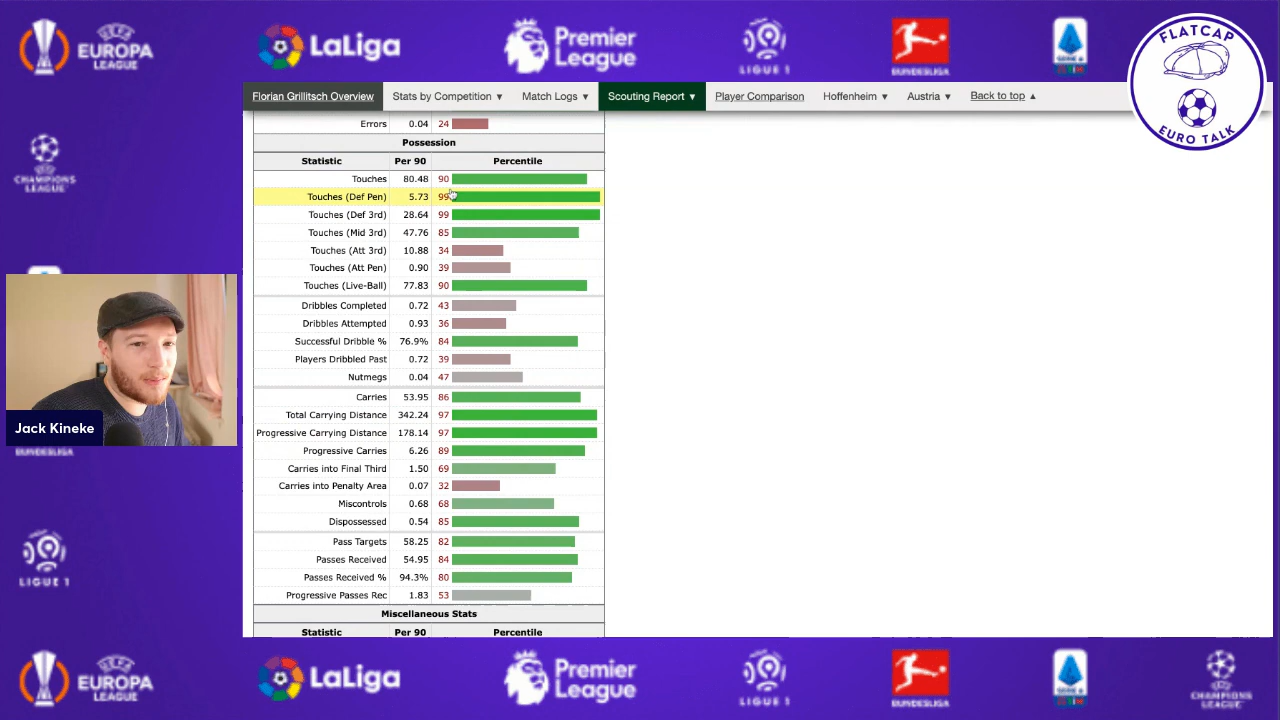 UEFA
EUROPA
LEAGUE
LaLiga
Premier
League
LIGUE 1
BUNDESLIGA
SERIE A
FLATCAP
EURO TALK
Florian Grillitsch Overview Stats by Competition ▼ Match Logs ▼ Scouting Report ▼ Player Comparison Hoffenheim ▼ Austria ▼ Back to top ▲
Errors 0.04 24
Possession
Statistic Per 90 Percentile
Touches 80.48 90
Touches (Def Pen) 5.73 99
Touches (Def 3rd) 28.64 99
Touches (Mid 3rd) 47.76 85
Touches (Att 3rd) 10.88 34
Touches (Att Pen) 0.90 39
Touches (Live-Ball) 77.83 90
Dribbles Completed 0.72 43
Dribbles Attempted 0.93 36
Successful Dribble % 76.9% 84
Players Dribbled Past 0.72 39
Nutmegs 0.04 47
Carries 53.95 86
Total Carrying Distance 342.24 97
Progressive Carrying Distance 178.14 97
Progressive Carries 6.26 89
Carries into Final Third 1.50 69
Carries into Penalty Area 0.07 32
Miscontrols 0.68 68
Dispossessed 0.54 85
Pass Targets 58.25 82
Passes Received 54.95 84
Passes Received % 94.3% 80
Progressive Passes Rec 1.83 53
Miscellaneous Stats
Statistic Per 90 Percentile
CHAMPIONS
LEAGUE
Jack Kineke
BUNDESLIGA
LIGUE 1
UEFA
EUROPA
LEAGUE
LaLiga
Premier
League
LIGUE 1
BUNDESLIGA
SERIE A
CHAMPIONS
LEAGUE